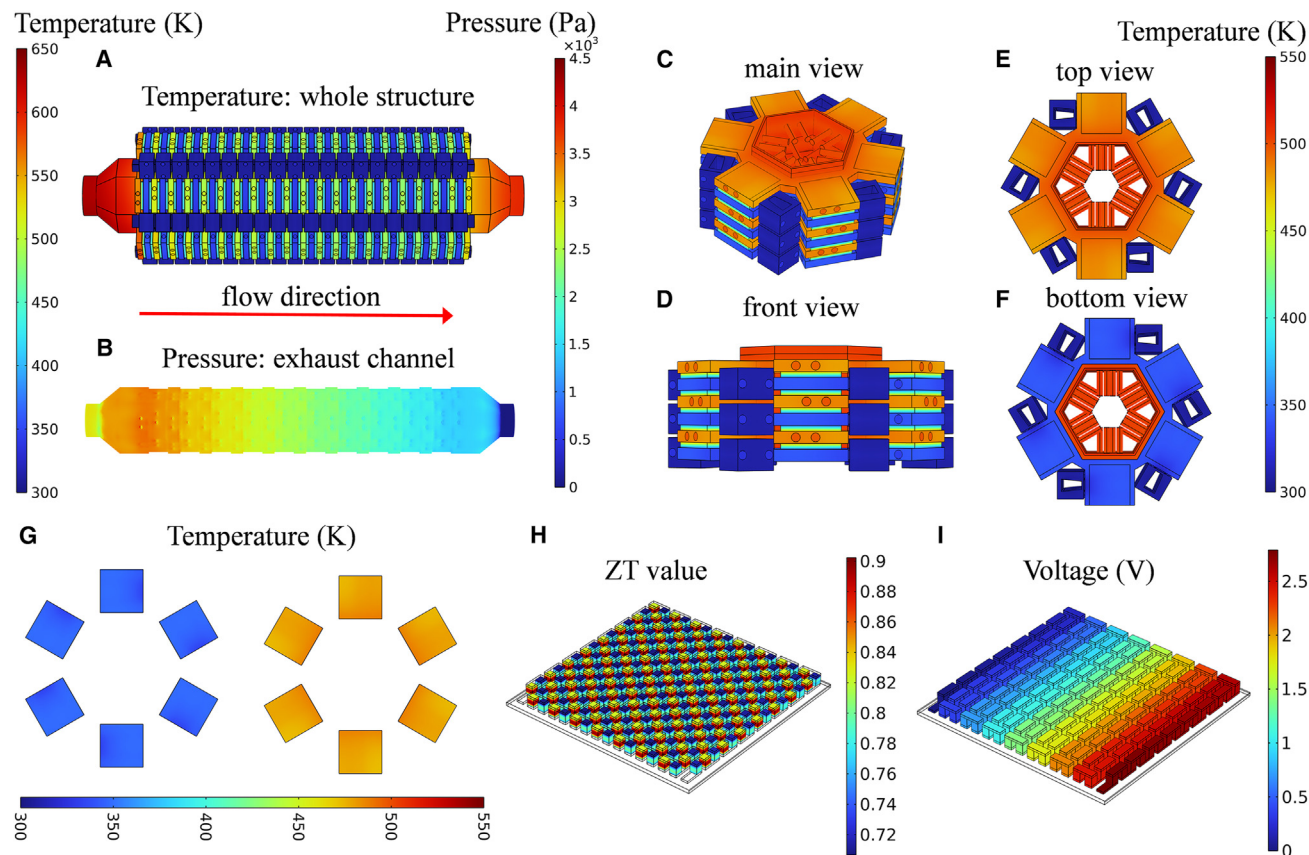 Temperature (K)
650
600
550
500
450
400
350
300
A
Temperature: whole structure
flow direction
B
Pressure: exhaust channel
Pressure (Pa)
×10³
4.5
4
3.5
3
2.5
2
1.5
1
0.5
0
C
main view
D
front view
E
top view
F
bottom view
Temperature (K)
550
500
450
400
350
300
G
Temperature (K)
300
350
400
450
500
550
H
ZT value
0.9
0.88
0.86
0.84
0.82
0.8
0.78
0.76
0.74
0.72
I
Voltage (V)
2.5
2
1.5
1
0.5
0